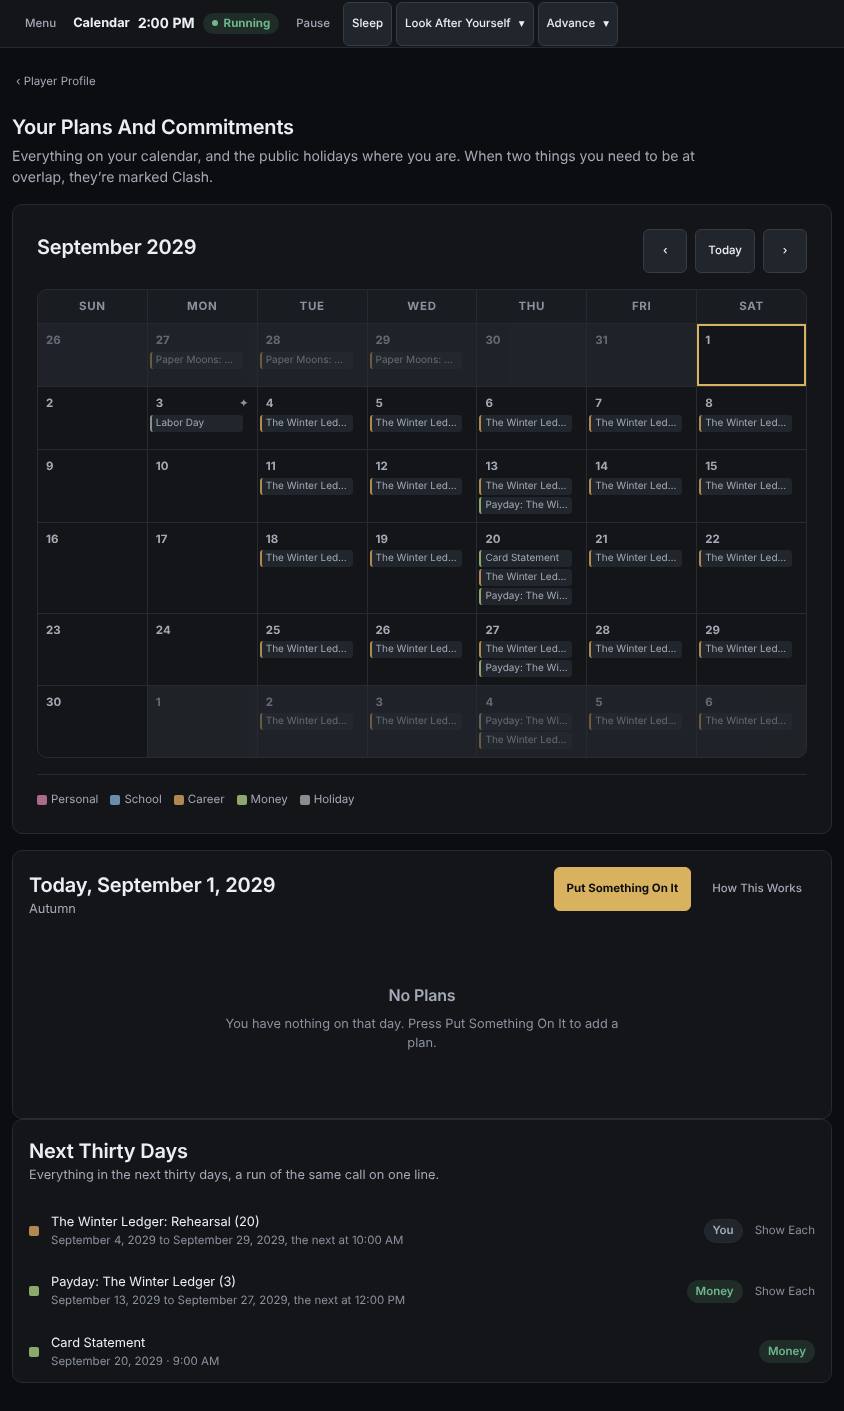 Menu Calendar 2:00 PM Running Pause Sleep Look After Yourself ▾ Advance ▾
‹ Player Profile
Your Plans And Commitments
Everything on your calendar, and the public holidays where you are. When two things you need to be at
overlap, they’re marked Clash.
September 2029 ‹ Today ›
SUN MON TUE WED THU FRI SAT
26 27 28 29 30 31 1
Paper Moons: ... Paper Moons: ... Paper Moons: ...
2 3 ✦ 4 5 6 7 8
Labor Day The Winter Led... The Winter Led... The Winter Led... The Winter Led... The Winter Led...
9 10 11 12 13 14 15
The Winter Led... The Winter Led... The Winter Led... The Winter Led... The Winter Led...
Payday: The Wi...
16 17 18 19 20 21 22
The Winter Led... The Winter Led... Card Statement The Winter Led... The Winter Led...
The Winter Led...
Payday: The Wi...
23 24 25 26 27 28 29
The Winter Led... The Winter Led... The Winter Led... The Winter Led... The Winter Led...
Payday: The Wi...
30 1 2 3 4 5 6
The Winter Led... The Winter Led... Payday: The Wi... The Winter Led... The Winter Led...
The Winter Led...
Personal School Career Money Holiday
Today, September 1, 2029 Put Something On It How This Works
Autumn
No Plans
You have nothing on that day. Press Put Something On It to add a
plan.
Next Thirty Days
Everything in the next thirty days, a run of the same call on one line.
The Winter Ledger: Rehearsal (20)
September 4, 2029 to September 29, 2029, the next at 10:00 AM You Show Each
Payday: The Winter Ledger (3)
September 13, 2029 to September 27, 2029, the next at 12:00 PM Money Show Each
Card Statement
September 20, 2029 · 9:00 AM Money